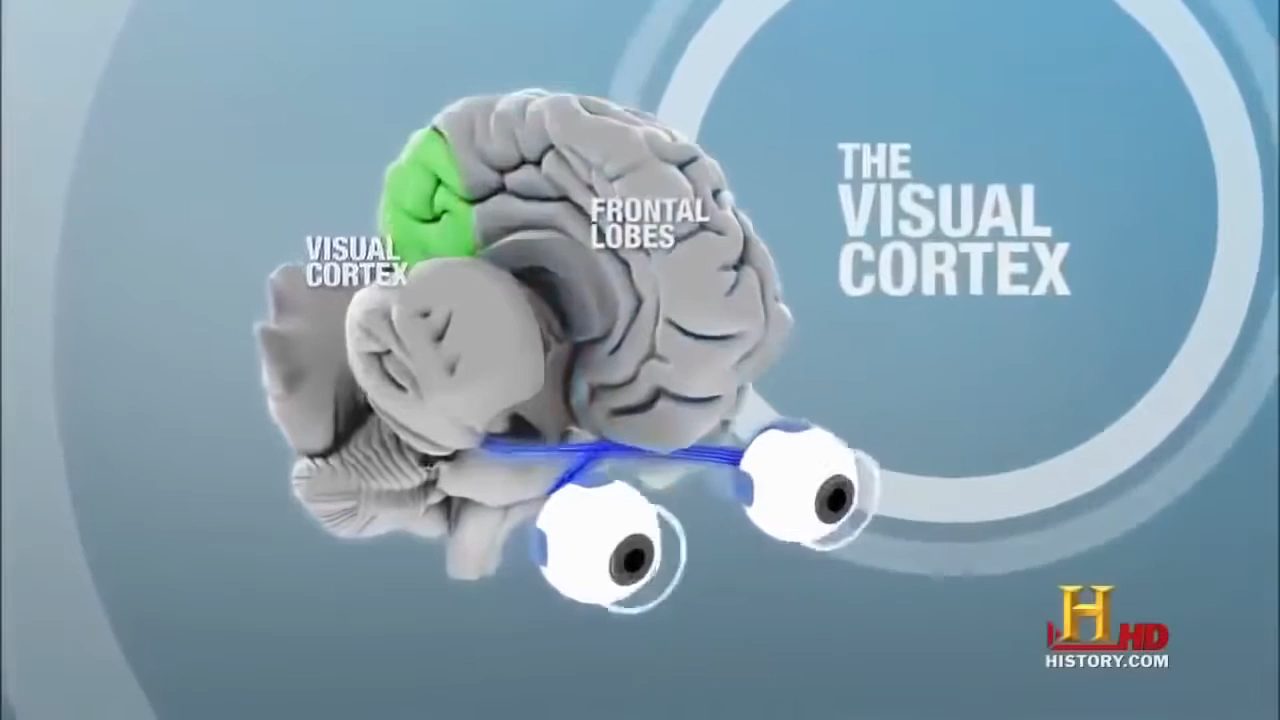 THE
VISUAL
CORTEX
FRONTAL
LOBES
VISUAL
CORTEX
H
HD
HISTORY.COM